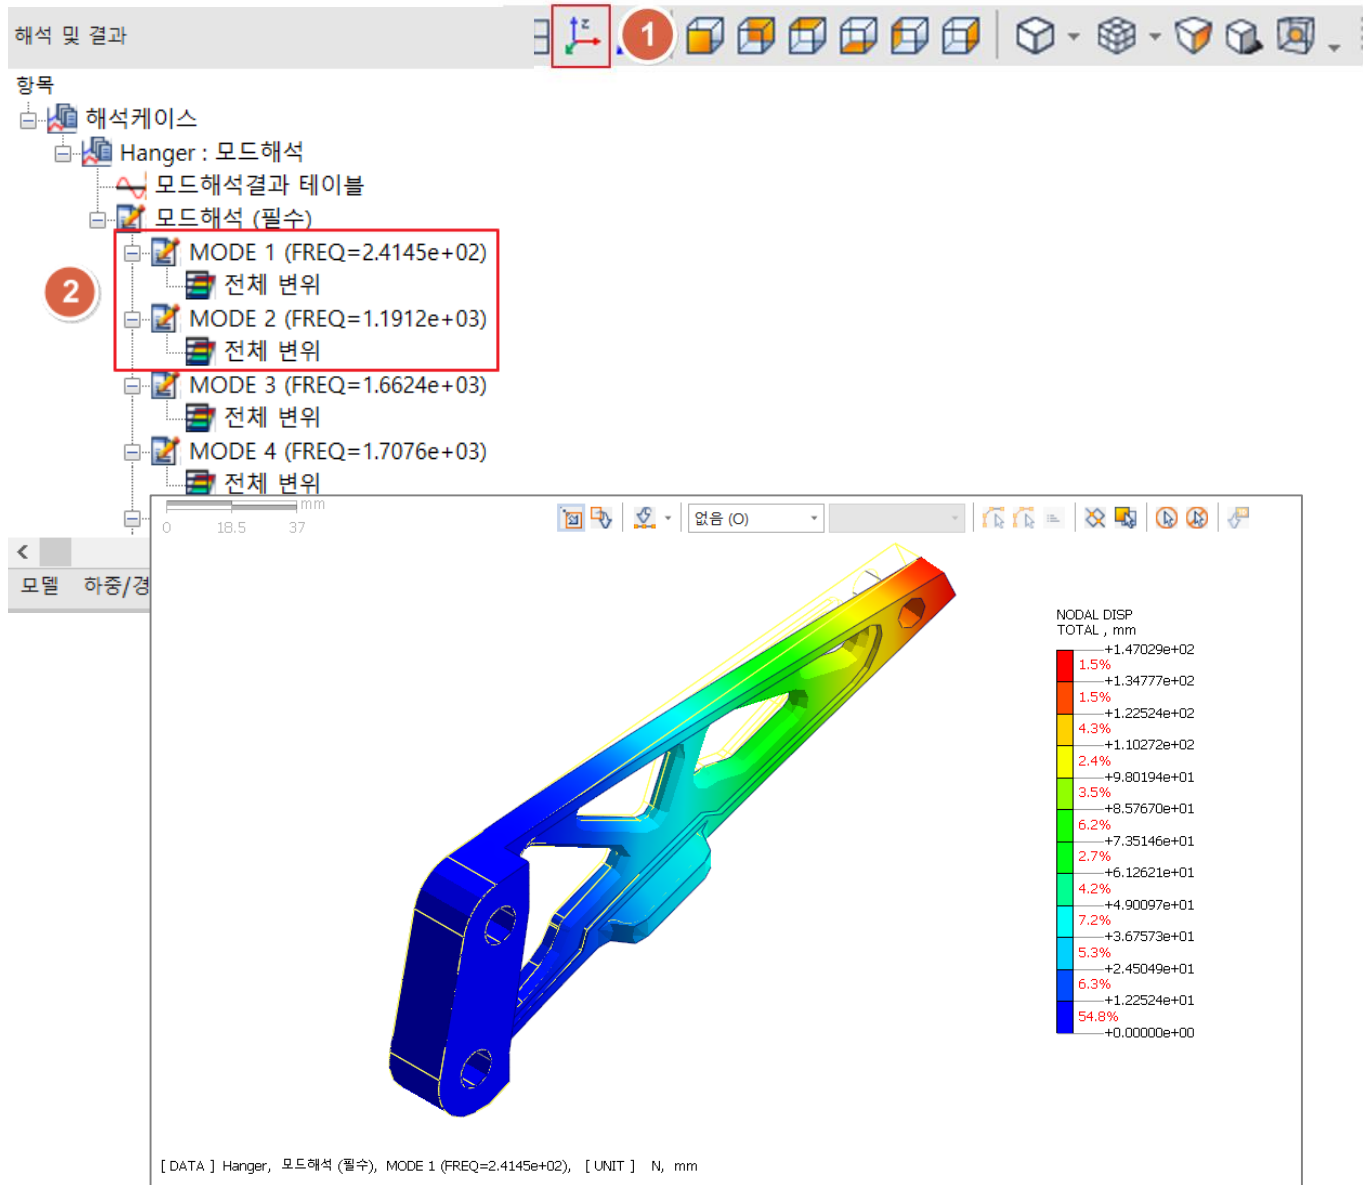 해석 및 결과
z
1
항목
해석케이스
Hanger : 모드해석
모드해석결과 테이블
모드해석 (필수)
MODE 1 (FREQ=2.4145e+02)
전체 변위
2
MODE 2 (FREQ=1.1912e+03)
전체 변위
MODE 3 (FREQ=1.6624e+03)
전체 변위
MODE 4 (FREQ=1.7076e+03)
전체 변위
mm
0 18.5 37
없음 (O)
모델 하중/경
NODAL DISP
TOTAL , mm
+1.47029e+02
1.5%
+1.34777e+02
1.5%
+1.22524e+02
4.3%
+1.10272e+02
2.4%
+9.80194e+01
3.5%
+8.57670e+01
6.2%
+7.35146e+01
2.7%
+6.12621e+01
4.2%
+4.90097e+01
7.2%
+3.67573e+01
5.3%
+2.45049e+01
6.3%
+1.22524e+01
54.8%
+0.00000e+00
[ DATA ] Hanger, 모드해석 (필수), MODE 1 (FREQ=2.4145e+02), [ UNIT ] N, mm